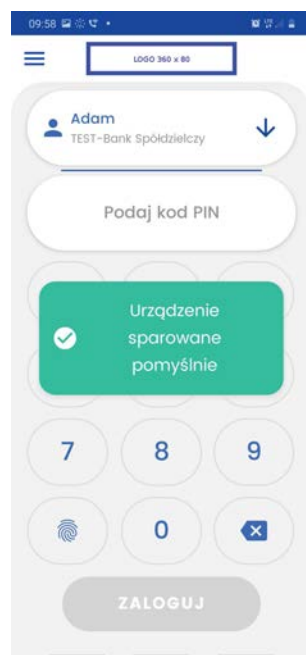 09:58
LOGO 360 x 80
Adam
TEST-Bank Spółdzielczy
Podaj kod PIN
Urządzenie
sparowane
pomyślnie
7 8 9
0
ZALOGUJ